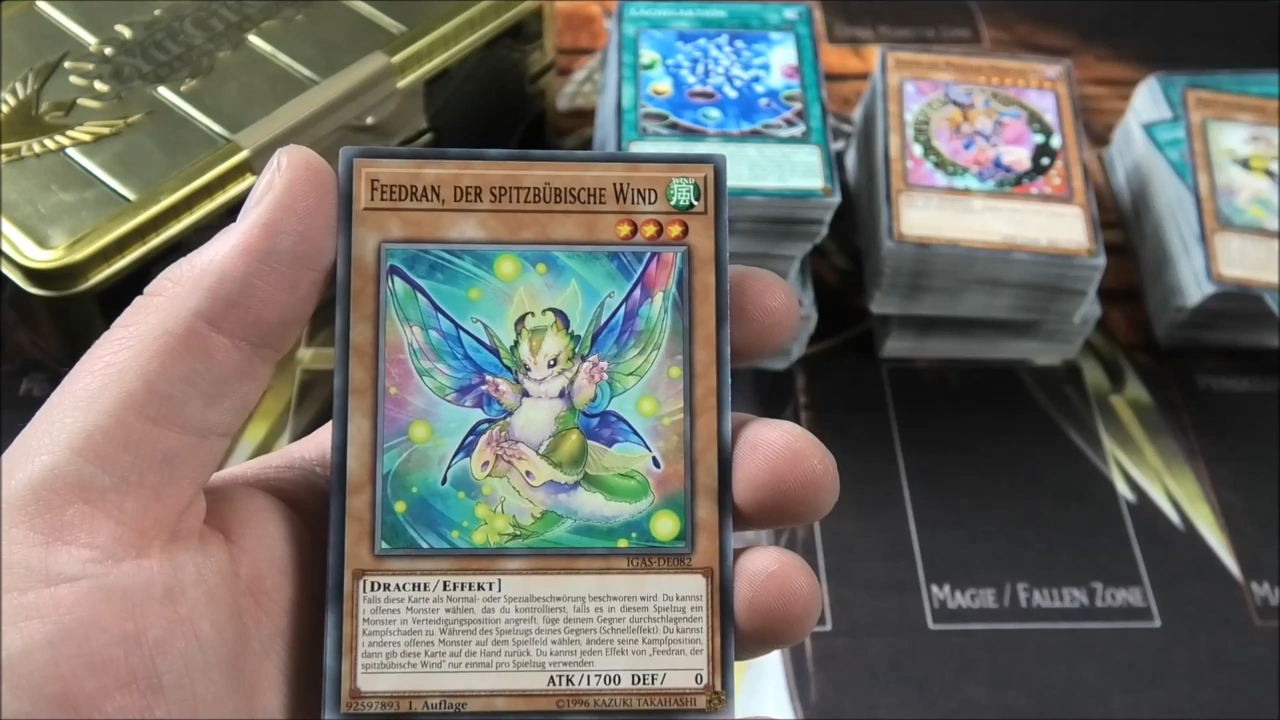 FEEDRAN, DER SPITZBÜBISCHE WIND
WIND
風
IGAS-DE082
[DRACHE/EFFEKT]
Falls diese Karte als Normal- oder Spezialbeschwörung beschworen wird: Du kannst
1 offenes Monster wählen, das du kontrollierst, falls es in diesem Spielzug ein
Monster in Verteidigungsposition angreift, füge deinem Gegner durchschlagenden
Kampfschaden zu. Während des Spielzugs deines Gegners (Schnelleffekt): Du kannst
1 anderes offenes Monster auf dem Spielfeld wählen, ändere seine Kampfposition,
dann gib diese Karte auf die Hand zurück. Du kannst jeden Effekt von „Feedran, der
spitzbübische Wind" nur einmal pro Spielzug verwenden.
ATK/1700 DEF/ 0
92597893 1. Auflage
©1996 KAZUKI TAKAHASHI
MAGIE / FALLEN ZONE